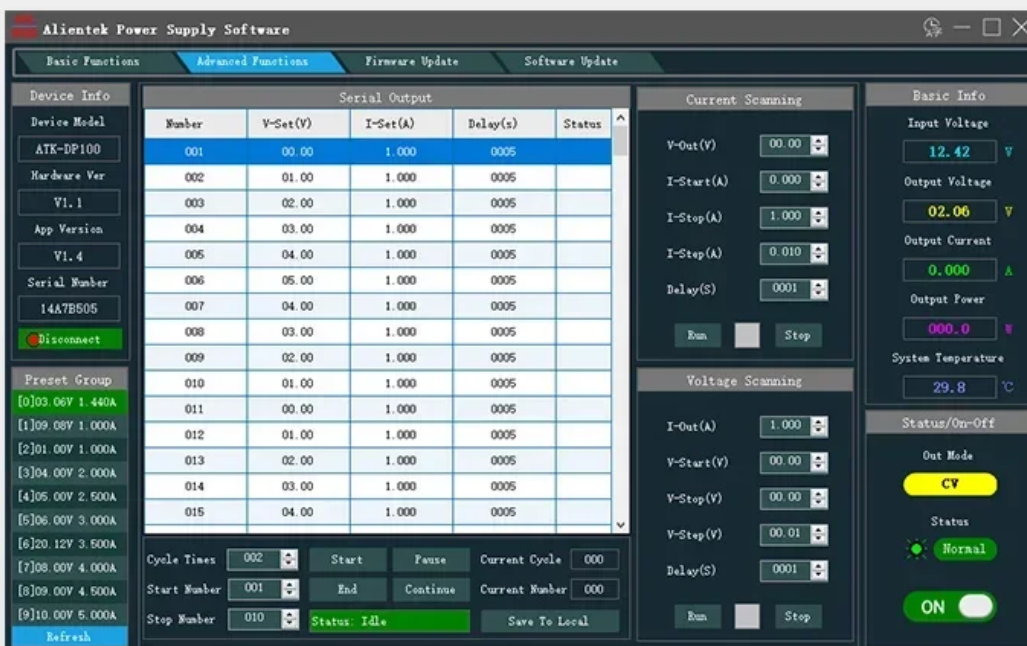 Alientek Power Supply Software
Basic Functions Advanced Functions Firmware Update Software Update
Device Info
Device Model
ATK-DP100
Hardware Ver
V1.1
App Version
V1.4
Serial Number
14A7B505
Disconnect
Preset Group
[0]03.06V 1.440A
[1]09.08V 1.000A
[2]01.00V 1.000A
[3]04.00V 2.000A
[4]05.00V 2.500A
[5]06.00V 3.000A
[6]20.12V 3.500A
[7]08.00V 4.000A
[8]09.00V 4.500A
[9]10.00V 5.000A
Refresh
Serial Output
Number V-Set(V) I-Set(A) Delay(s) Status
001 00.00 1.000 0005
002 01.00 1.000 0005
003 02.00 1.000 0005
004 03.00 1.000 0005
005 04.00 1.000 0005
006 05.00 1.000 0005
007 04.00 1.000 0005
008 03.00 1.000 0005
009 02.00 1.000 0005
010 01.00 1.000 0005
011 00.00 1.000 0005
012 01.00 1.000 0005
013 02.00 1.000 0005
014 03.00 1.000 0005
015 04.00 1.000 0005
Cycle Times 002 Start Pause Current Cycle 000
Start Number 001 End Continue Current Number 000
Stop Number 010 Status: Idle Save To Local
Current Scanning
V-Out(V) 00.00
I-Start(A) 0.000
I-Stop(A) 1.000
I-Step(A) 0.010
Delay(S) 0001
Run Stop
Voltage Scanning
I-Out(A) 1.000
V-Start(V) 00.00
V-Stop(V) 00.00
V-Step(V) 00.01
Delay(S) 0001
Run Stop
Basic Info
Input Voltage
12.42 V
Output Voltage
02.06 V
Output Current
0.000 A
Output Power
000.0 W
System Temperature
29.8 °C
Status/On-Off
Out Mode
CV
Status
Normal
ON